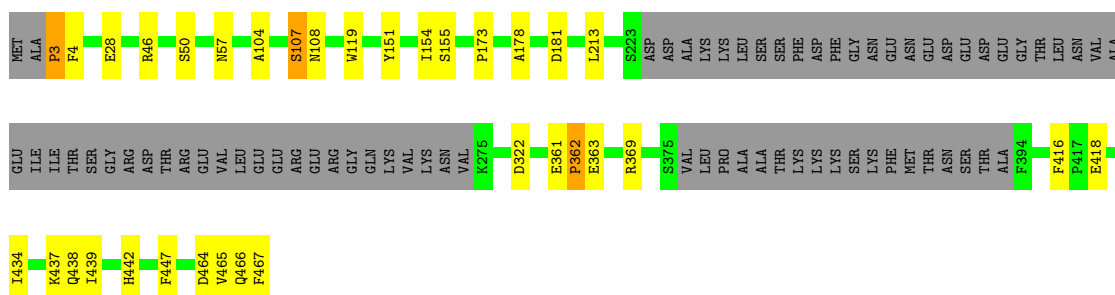 MET ALA P3 F4 E28 R46 S50 N57 A104 S107 N108 W119 Y151 I154 S155 P173 A178 D181 L213 S223 ASP ASP ALA LYS LYS LEU SER SER PHE ASP PHE GLY ASN GLU ASN GLU ASP GLU ASP GLY THR LEU ASN VAL ALA
GLU ILE ILE THR SER GLY ARG ASP THR ARG GLU VAL LEU GLU GLU ARG GLU ARG GLY GLN LYS VAL LYS ASN VAL K275 D322 E361 P362 E363 R369 S375 VAL LEU PRO ALA ALA THR LYS LYS LYS SER LYS PHE MET THR ASN SER THR ALA F394 F416 P417 E418
I434 K437 Q438 I439 H442 F447 D464 V465 Q466 F467